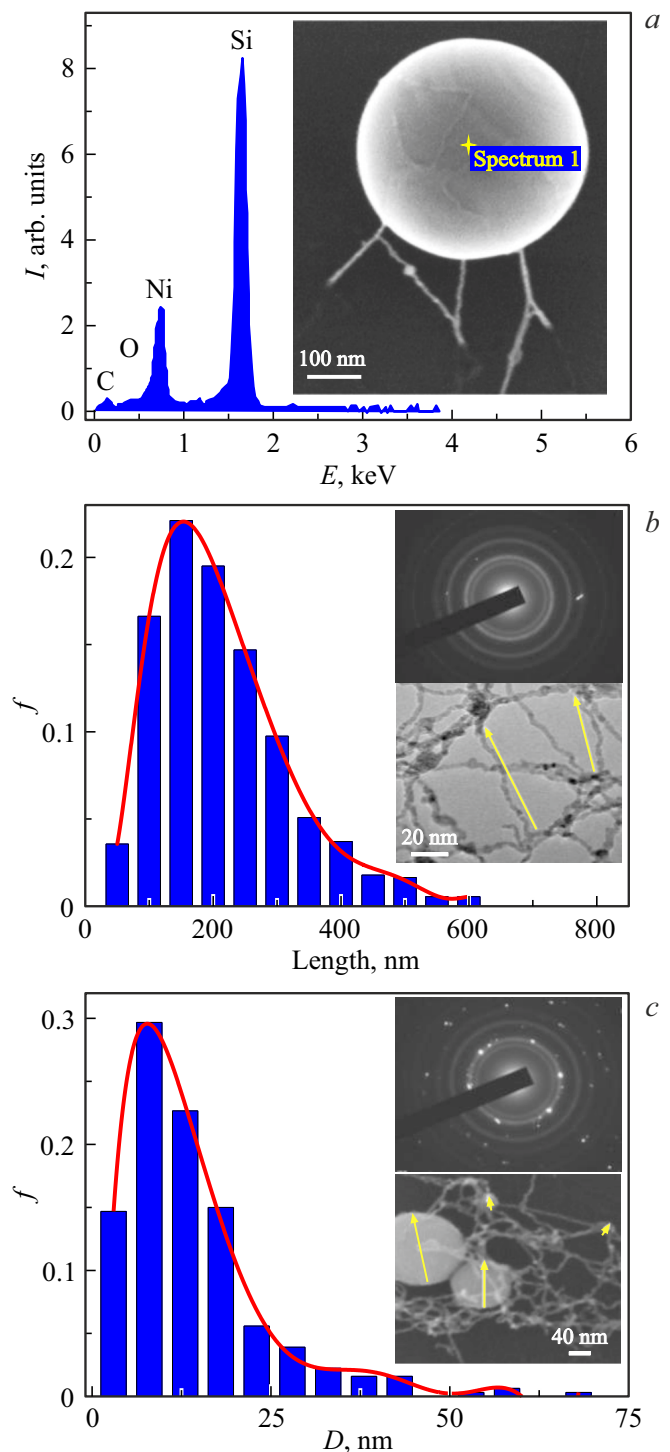 a
Si
8
Spectrum 1
6
I, arb. units
4
Ni
2
O
C
100 nm
0
0 1 2 3 4 5 6
E, keV
b
0.2
f
0.1
20 nm
0
0 200 400 600 800
Length, nm
c
0.3
0.2
f
0.1
40 nm
0
0 25 50 75
D, nm